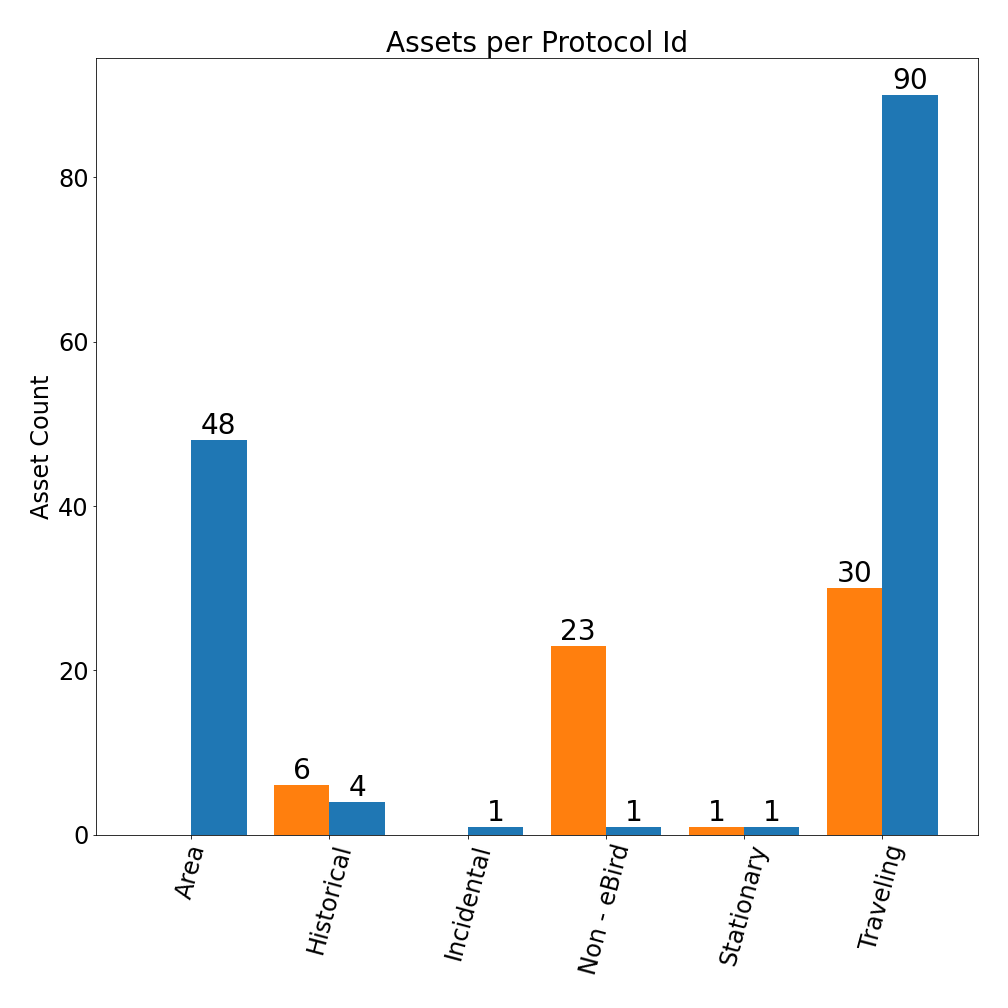 Assets per Protocol Id
Asset Count
80
60
40
20
0
48
6
4
1
23
1
1
1
30
90
Area
Historical
Incidental
Non - eBird
Stationary
Traveling